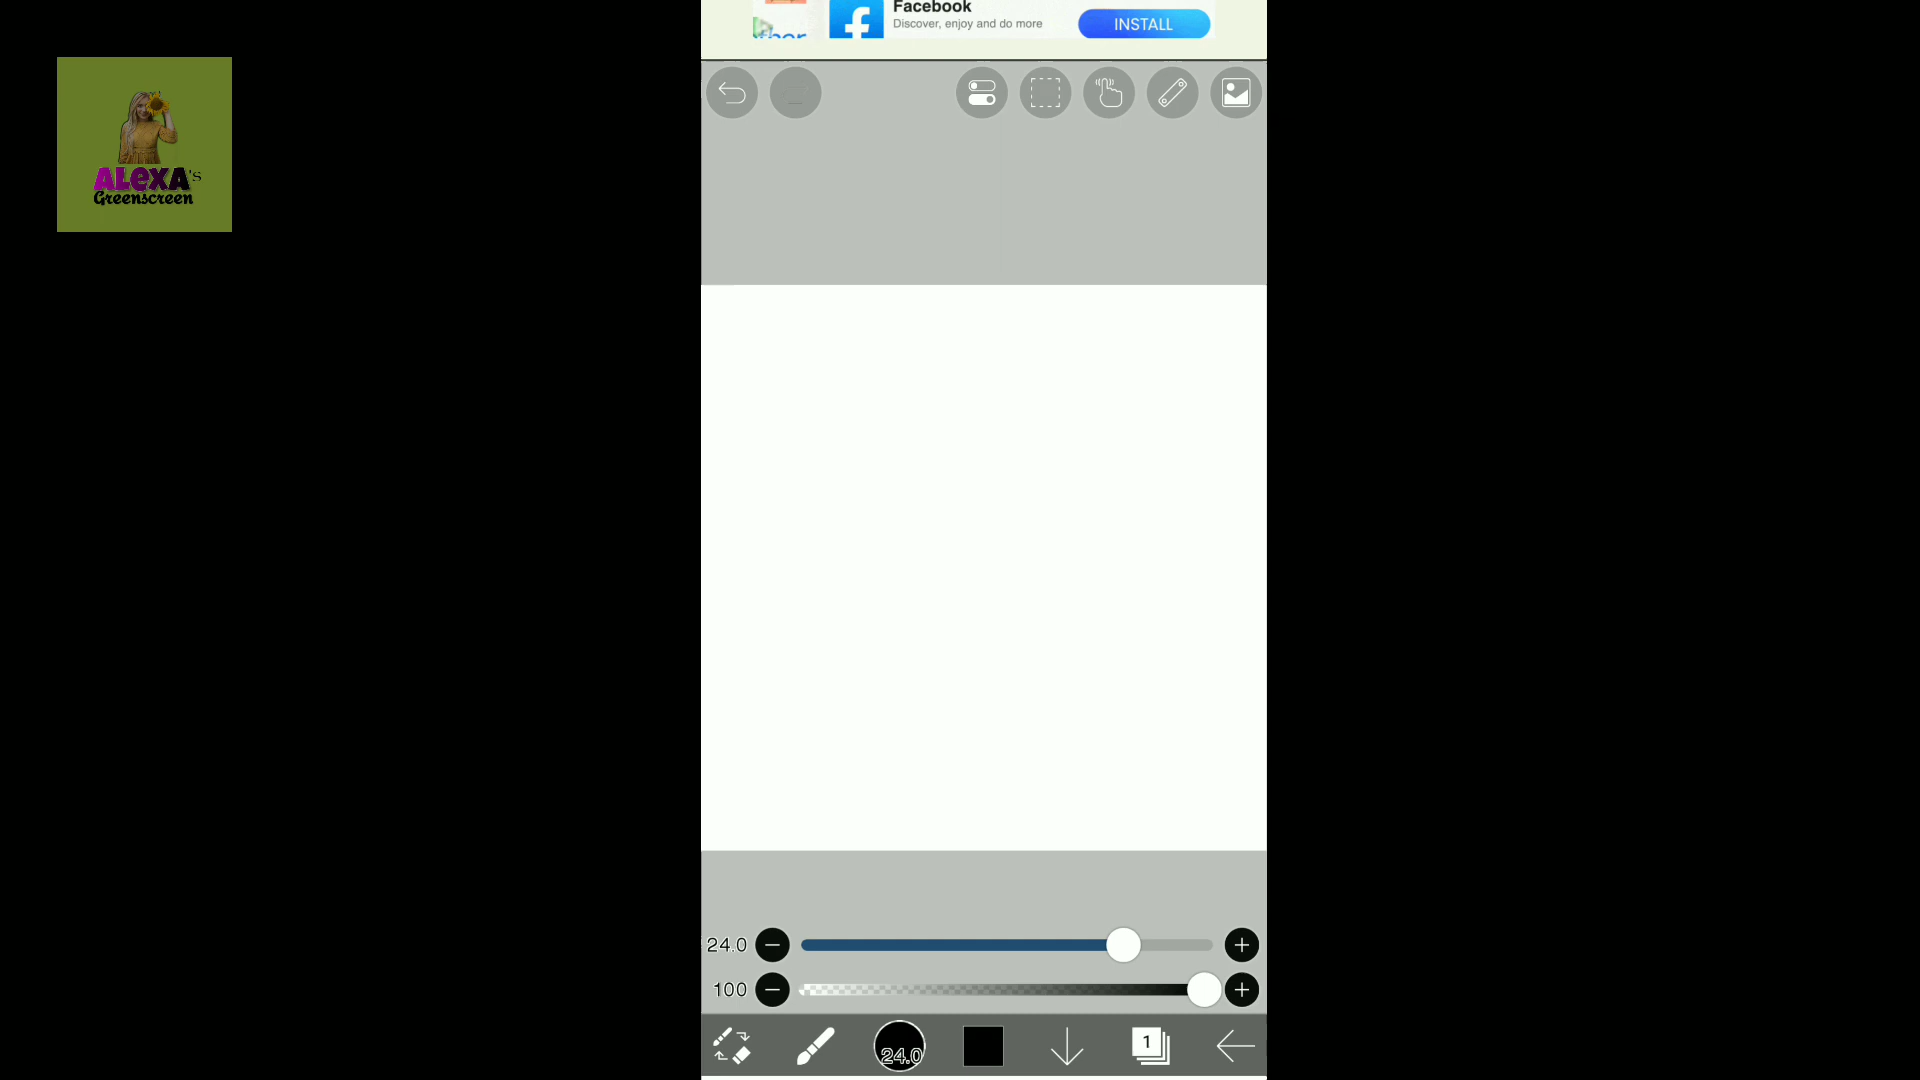 Facebook
Discover, enjoy and do more
INSTALL
ALeXA's
Greenscreen
24.0
100
24.0
1